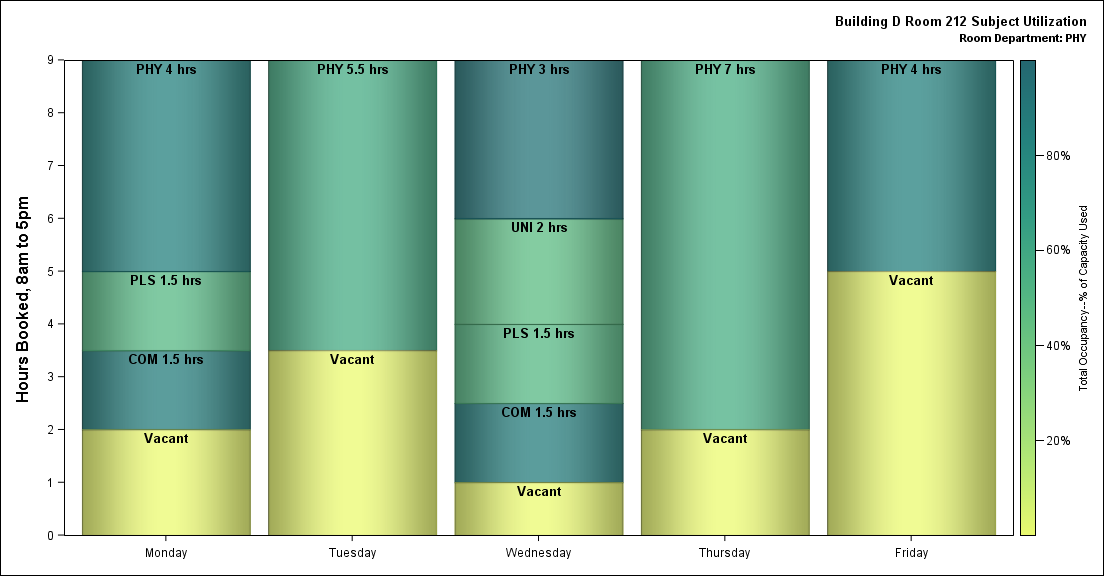 Building D Room 212 Subject Utilization
Room Department: PHY
Hours Booked, 8am to 5pm
9
8
7
6
5
4
3
2
1
0
PHY 4 hrs
PLS 1.5 hrs
COM 1.5 hrs
Vacant
PHY 5.5 hrs
Vacant
PHY 3 hrs
UNI 2 hrs
PLS 1.5 hrs
COM 1.5 hrs
Vacant
PHY 7 hrs
Vacant
PHY 4 hrs
Vacant
Monday
Tuesday
Wednesday
Thursday
Friday
80%
60%
40%
20%
Total Occupancy--% of Capacity Used